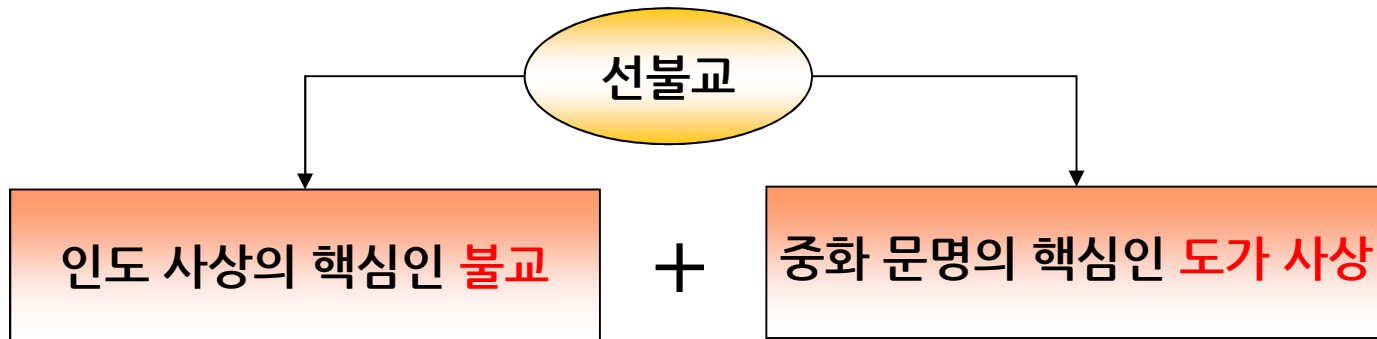 선불교
인도 사상의 핵심인 불교
+
중화 문명의 핵심인 도가 사상